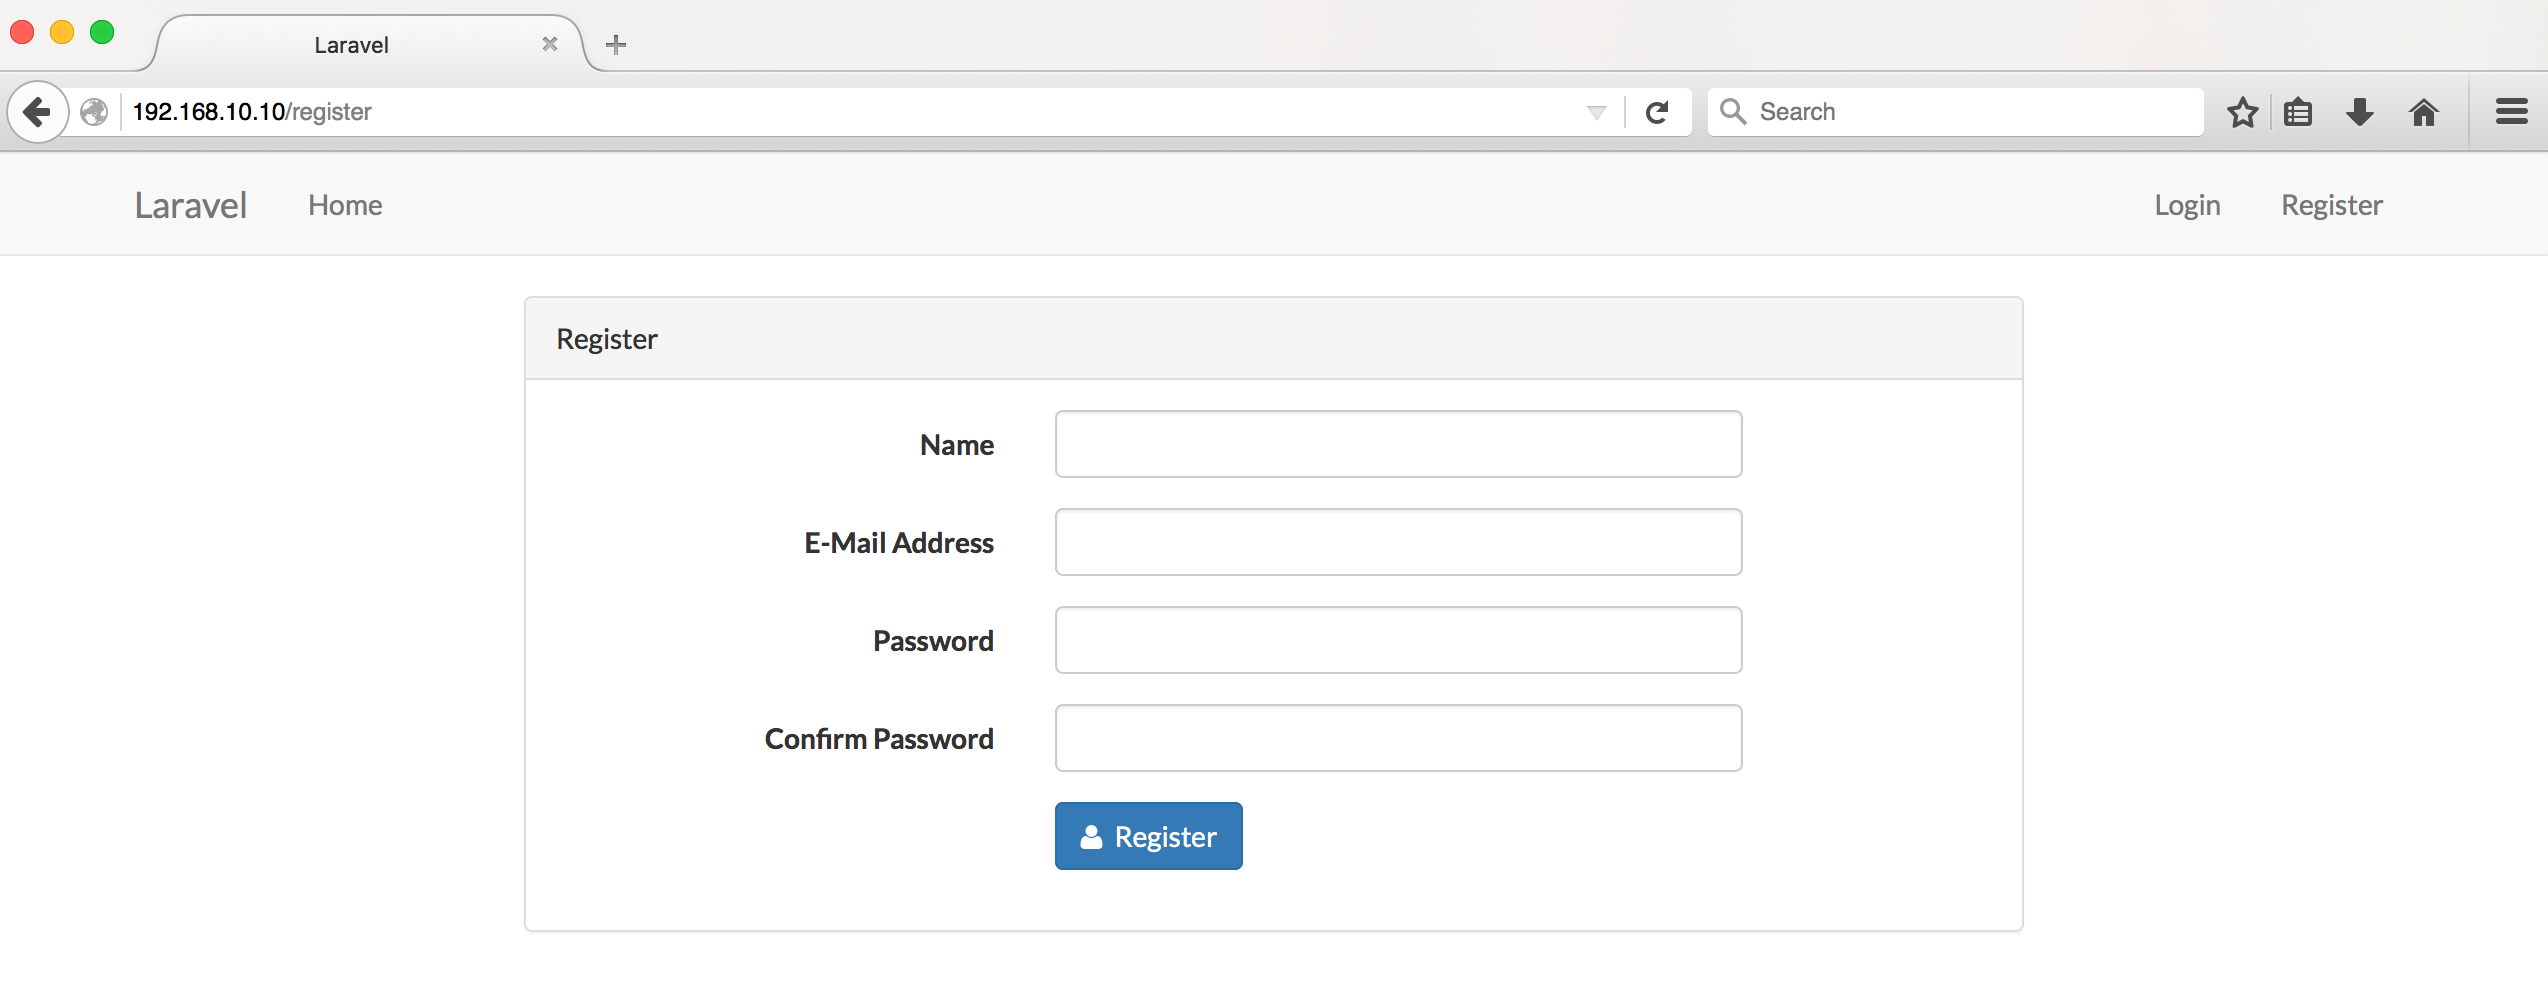 Laravel
192.168.10.10/register
Search
Laravel Home Login Register
Register
Name
E-Mail Address
Password
Confirm Password
Register